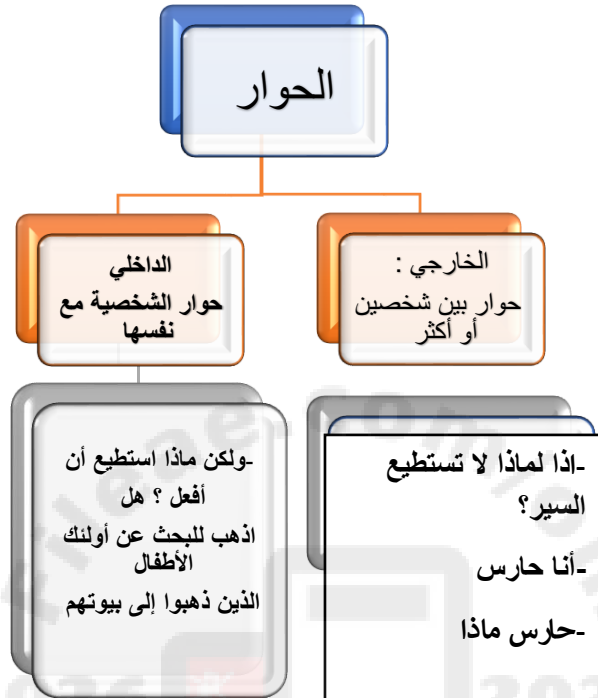 الحوار
الخارجي :
حوار بين شخصين
أو أكثر
-اذا لماذا لا تستطيع
السير؟
-أنا حارس
-حارس ماذا
الداخلي
حوار الشخصية مع
نفسها
-ولكن ماذا استطيع أن
أفعل ؟ هل
اذهب للبحث عن أولئك
الأطفال
الذين ذهبوا إلى بيوتهم